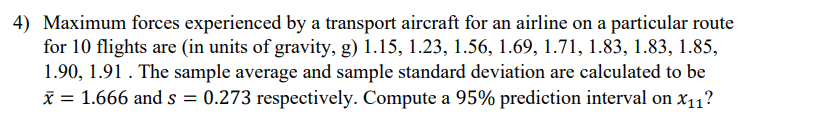 4) Maximum forces experienced by a transport aircraft for an airline on a particular route
for 10 flights are (in units of gravity, g) 1.15, 1.23, 1.56, 1.69, 1.71, 1.83, 1.83, 1.85,
1.90, 1.91 . The sample average and sample standard deviation are calculated to be
x̄ = 1.666 and s = 0.273 respectively. Compute a 95% prediction interval on x₁₁?